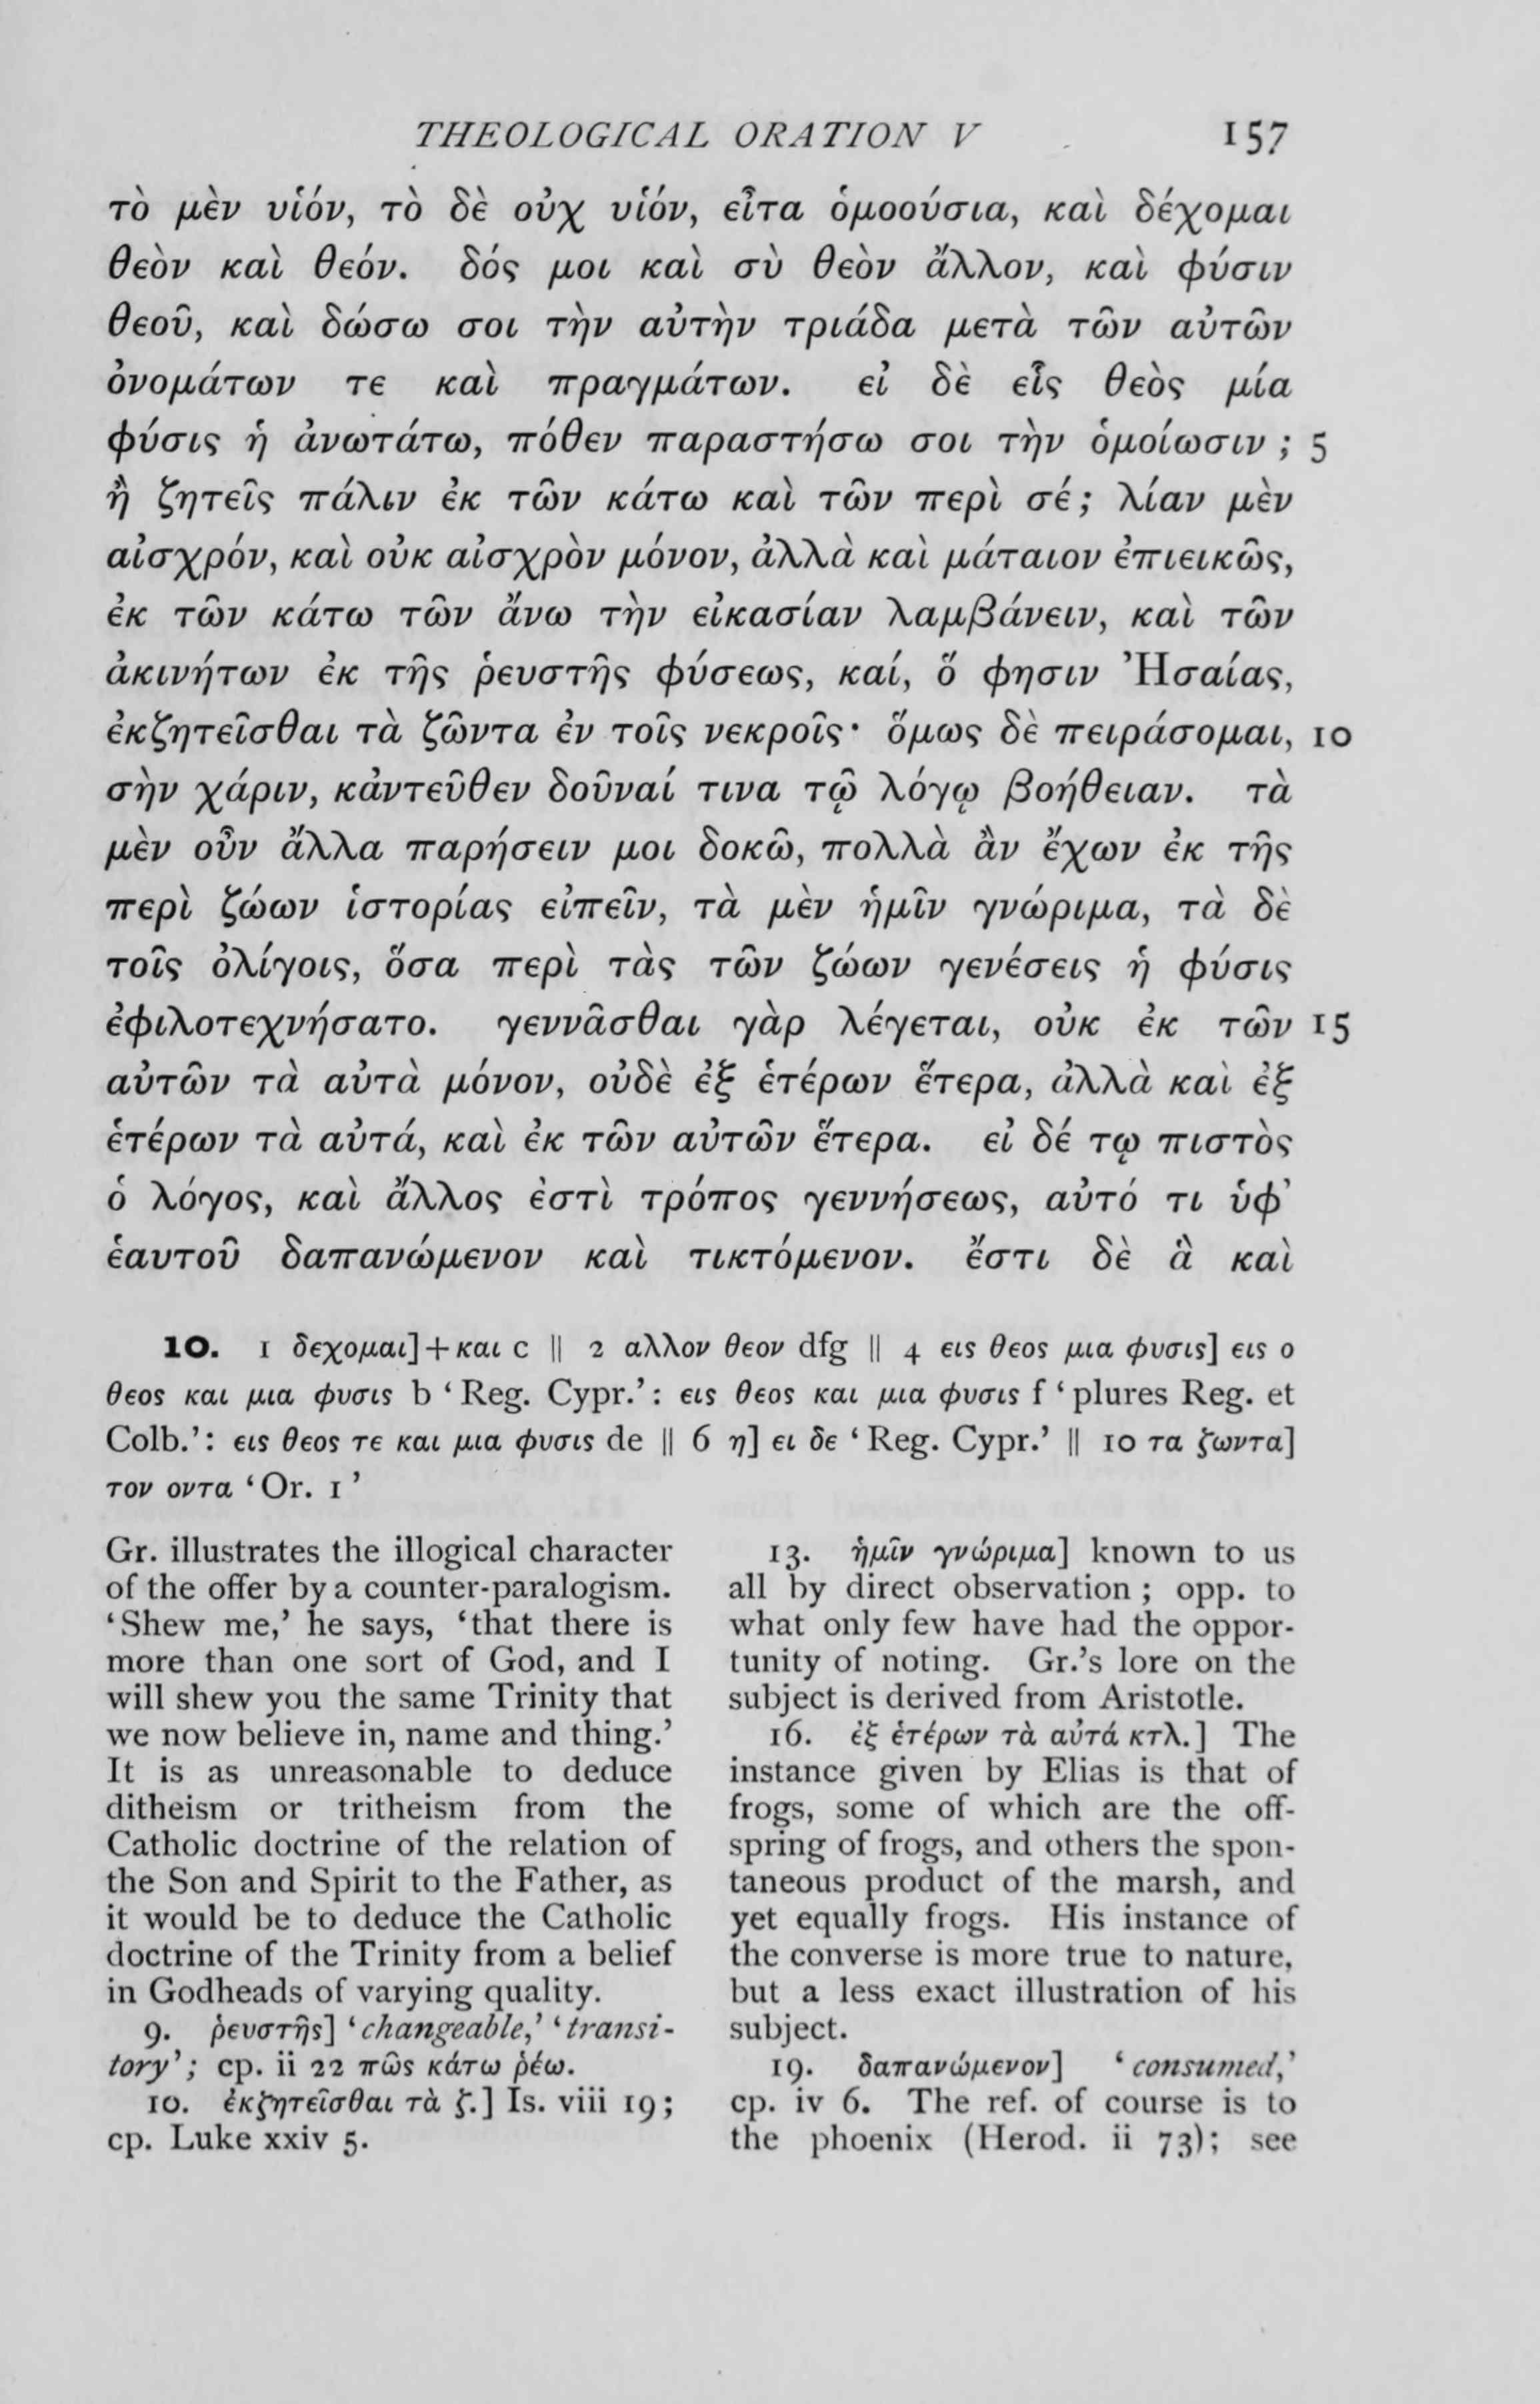 THEOLOGICAL ORATION V 157
τὸ μὲν υἱόν, τὸ δὲ οὐχ υἱόν, εἶτα ὁμοούσια, καὶ δέχομαι
θεὸν καὶ θεόν. δός μοι καὶ σὺ θεὸν ἄλλον, καὶ φύσιν
θεοῦ, καὶ δώσω σοι τὴν αὐτὴν τριάδα μετὰ τῶν αὐτῶν
ὀνομάτων τε καὶ πραγμάτων. εἰ δὲ εἷς θεὸς μία
φύσις ἡ ἀνωτάτω, πόθεν παραστήσω σοι τὴν ὁμοίωσιν ; 5
ἢ ζητεῖς πάλιν ἐκ τῶν κάτω καὶ τῶν περὶ σέ; λίαν μὲν
αἰσχρόν, καὶ οὐκ αἰσχρὸν μόνον, ἀλλὰ καὶ μάταιον ἐπιεικῶς,
ἐκ τῶν κάτω τῶν ἄνω τὴν εἰκασίαν λαμβάνειν, καὶ τῶν
ἀκινήτων ἐκ τῆς ῥευστῆς φύσεως, καί, ὅ φησιν Ἠσαίας,
ἐκζητεῖσθαι τὰ ζῶντα ἐν τοῖς νεκροῖς· ὅμως δὲ πειράσομαι, 10
σὴν χάριν, κἀντεῦθεν δοῦναί τινα τῷ λόγῳ βοήθειαν. τὰ
μὲν οὖν ἄλλα παρήσειν μοι δοκῶ, πολλὰ ἂν ἔχων ἐκ τῆς
περὶ ζώων ἱστορίας εἰπεῖν, τὰ μὲν ἡμῖν γνώριμα, τὰ δὲ
τοῖς ὀλίγοις, ὅσα περὶ τὰς τῶν ζώων γενέσεις ἡ φύσις
ἐφιλοτεχνήσατο. γεννᾶσθαι γὰρ λέγεται, οὐκ ἐκ τῶν 15
αὐτῶν τὰ αὐτὰ μόνον, οὐδὲ ἐξ ἑτέρων ἕτερα, ἀλλὰ καὶ ἐξ
ἑτέρων τὰ αὐτά, καὶ ἐκ τῶν αὐτῶν ἕτερα. εἰ δέ τῳ πιστὸς
ὁ λόγος, καὶ ἄλλος ἐστὶ τρόπος γεννήσεως, αὐτό τι ὑφ’
ἑαυτοῦ δαπανώμενον καὶ τικτόμενον. ἔστι δὲ ἃ καὶ
10. 1 δεχομαι]+και c || 2 αλλον θεον dfg || 4 εις θεος μια φυσις] εις ο
θεος και μια φυσις b ‘Reg. Cypr.’: εις θεος και μια φυσις f ‘plures Reg. et
Colb.’: εις θεος τε και μια φυσις de || 6 η] ει δε ‘Reg. Cypr.’ || 10 τα ζωντα]
τον οντα ‘Or. 1’
Gr. illustrates the illogical character
of the offer by a counter-paralogism.
‘Shew me,’ he says, ‘that there is
more than one sort of God, and I
will shew you the same Trinity that
we now believe in, name and thing.’
It is as unreasonable to deduce
ditheism or tritheism from the
Catholic doctrine of the relation of
the Son and Spirit to the Father, as
it would be to deduce the Catholic
doctrine of the Trinity from a belief
in Godheads of varying quality.
9. ῥευστῆς] ‘changeable,’ ‘transi-
tory’; cp. ii 22 πῶς κάτω ῥέω.
10. ἐκζητεῖσθαι τὰ ζ.] Is. viii 19;
cp. Luke xxiv 5.
13. ἡμῖν γνώριμα] known to us
all by direct observation ; opp. to
what only few have had the oppor-
tunity of noting. Gr.’s lore on the
subject is derived from Aristotle.
16. ἐξ ἑτέρων τὰ αὐτά κτλ.] The
instance given by Elias is that of
frogs, some of which are the off-
spring of frogs, and others the spon-
taneous product of the marsh, and
yet equally frogs. His instance of
the converse is more true to nature,
but a less exact illustration of his
subject.
19. δαπανώμενον] ‘consumed,’
cp. iv 6. The ref. of course is to
the phoenix (Herod. ii 73); see